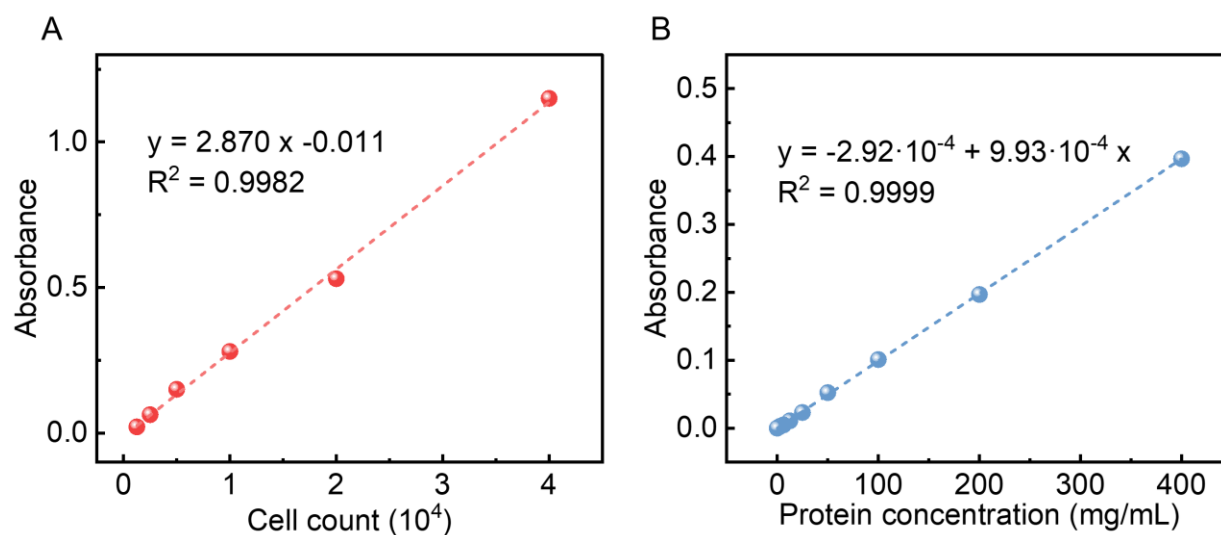 A
Absorbance
1.0
0.5
0.0
y = 2.870 x -0.011
R² = 0.9982
0 1 2 3 4
Cell count (10⁴)
B
Absorbance
0.5
0.4
0.3
0.2
0.1
0.0
y = -2.92·10⁻⁴ + 9.93·10⁻⁴ x
R² = 0.9999
0 100 200 300 400
Protein concentration (mg/mL)